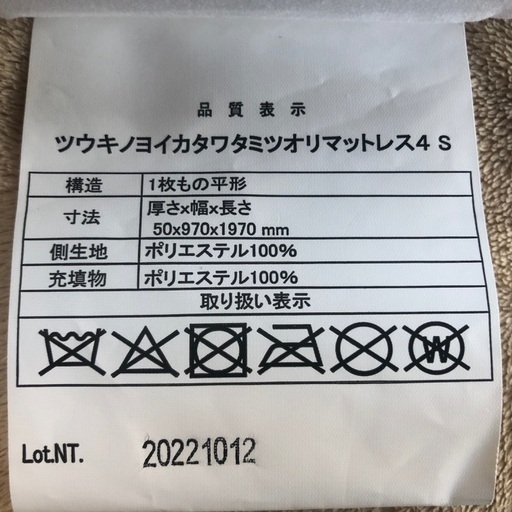 品質表示
ツウキノヨイカタワタミツオリマットレス4 S
構造 1枚もの平形
寸法 厚さ×幅×長さ
50x970x1970 mm
側生地 ポリエステル100%
充填物 ポリエステル100%
取り扱い表示
W
Lot.NT. 20221012